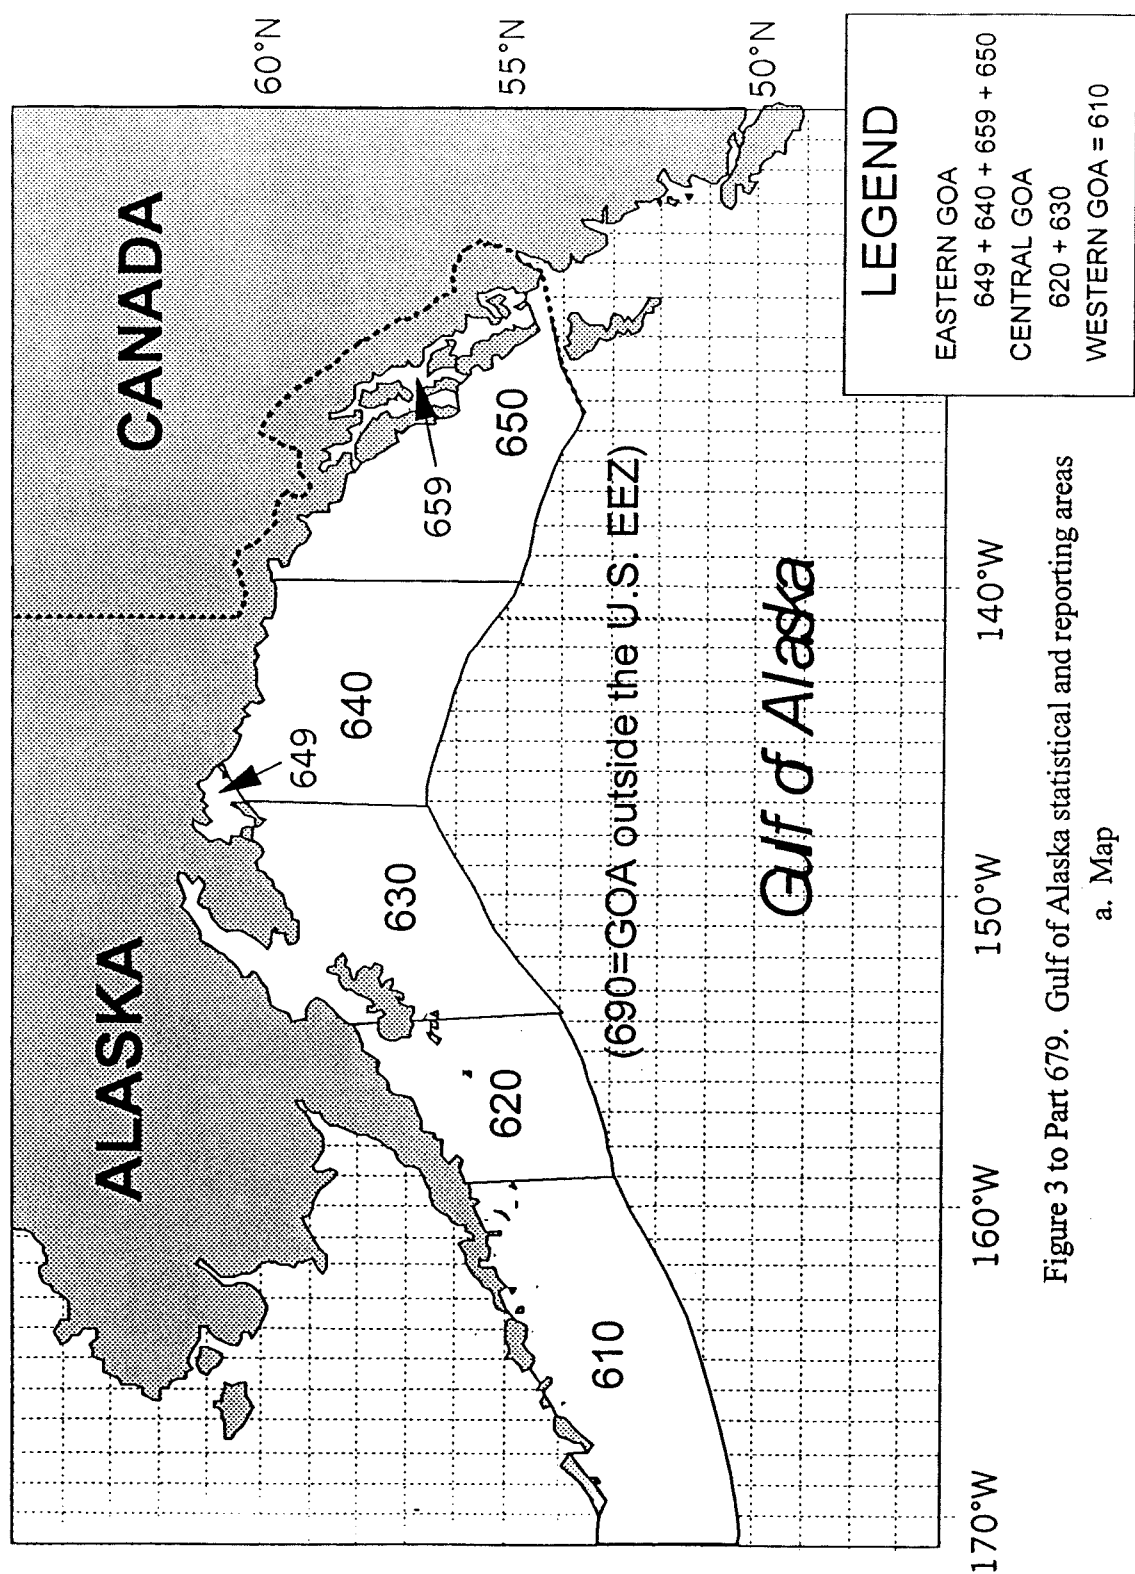 ALASKA
CANADA
60°N
55°N
50°N
649
640
630
620
610
659
650
(690=GOA outside the U.S. EEZ)
Gulf of Alaska
170°W
160°W
150°W
140°W
LEGEND
EASTERN GOA
649 + 640 + 659 + 650
CENTRAL GOA
620 + 630
WESTERN GOA = 610
Figure 3 to Part 679. Gulf of Alaska statistical and reporting areas
a. Map